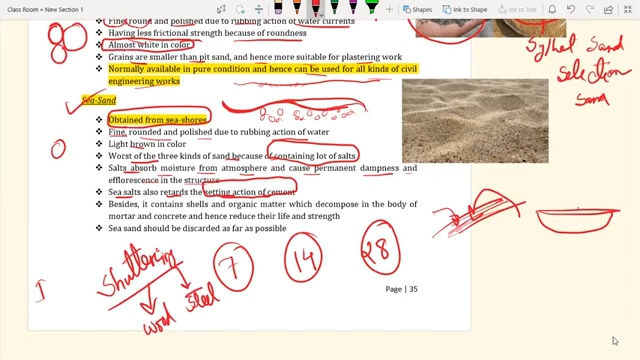 Class Room » New Section 1
Fine, round and polished due to rubbing action of water currents
Having less frictional strength because of roundness
Almost white in color
Grains are smaller than pit sand, and hence more suitable for plastering work
Normally available in pure condition and hence can be used for all kinds of civil
engineering works
Sylhet Sand
Selection
sand
Sea-Sand
Obtained from sea-shores
Fine, rounded and polished due to rubbing action of water
Light brown in color
Worst of the three kinds of sand because of containing lot of salts
Salts absorb moisture from atmosphere and cause permanent dampness and
efflorescence in the structure
Sea salts also retards the setting action of cement
Besides, it contains shells and organic matter which decompose in the body of
mortar and concrete and hence reduce their life and strength
Sea sand should be discarded as far as possible
Shuttering 7 14 28
wood steel
Page | 35